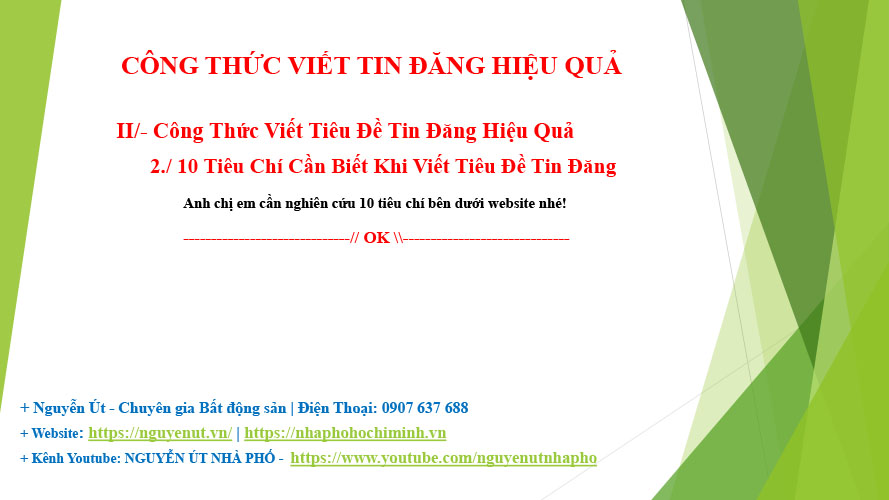 CÔNG THỨC VIẾT TIN ĐĂNG HIỆU QUẢ
II/- Công Thức Viết Tiêu Đề Tin Đăng Hiệu Quả
2./ 10 Tiêu Chí Cần Biết Khi Viết Tiêu Đề Tin Đăng
Anh chị em cần nghiên cứu 10 tiêu chí bên dưới website nhé!
------------------------------// OK \\------------------------------
+ Nguyễn Út - Chuyên gia Bất động sản | Điện Thoại: 0907 637 688
+ Website: https://nguyenut.vn/ | https://nhaphohochiminh.vn
+ Kênh Youtube: NGUYỄN ÚT NHÀ PHỐ - https://www.youtube.com/nguyenutnhapho